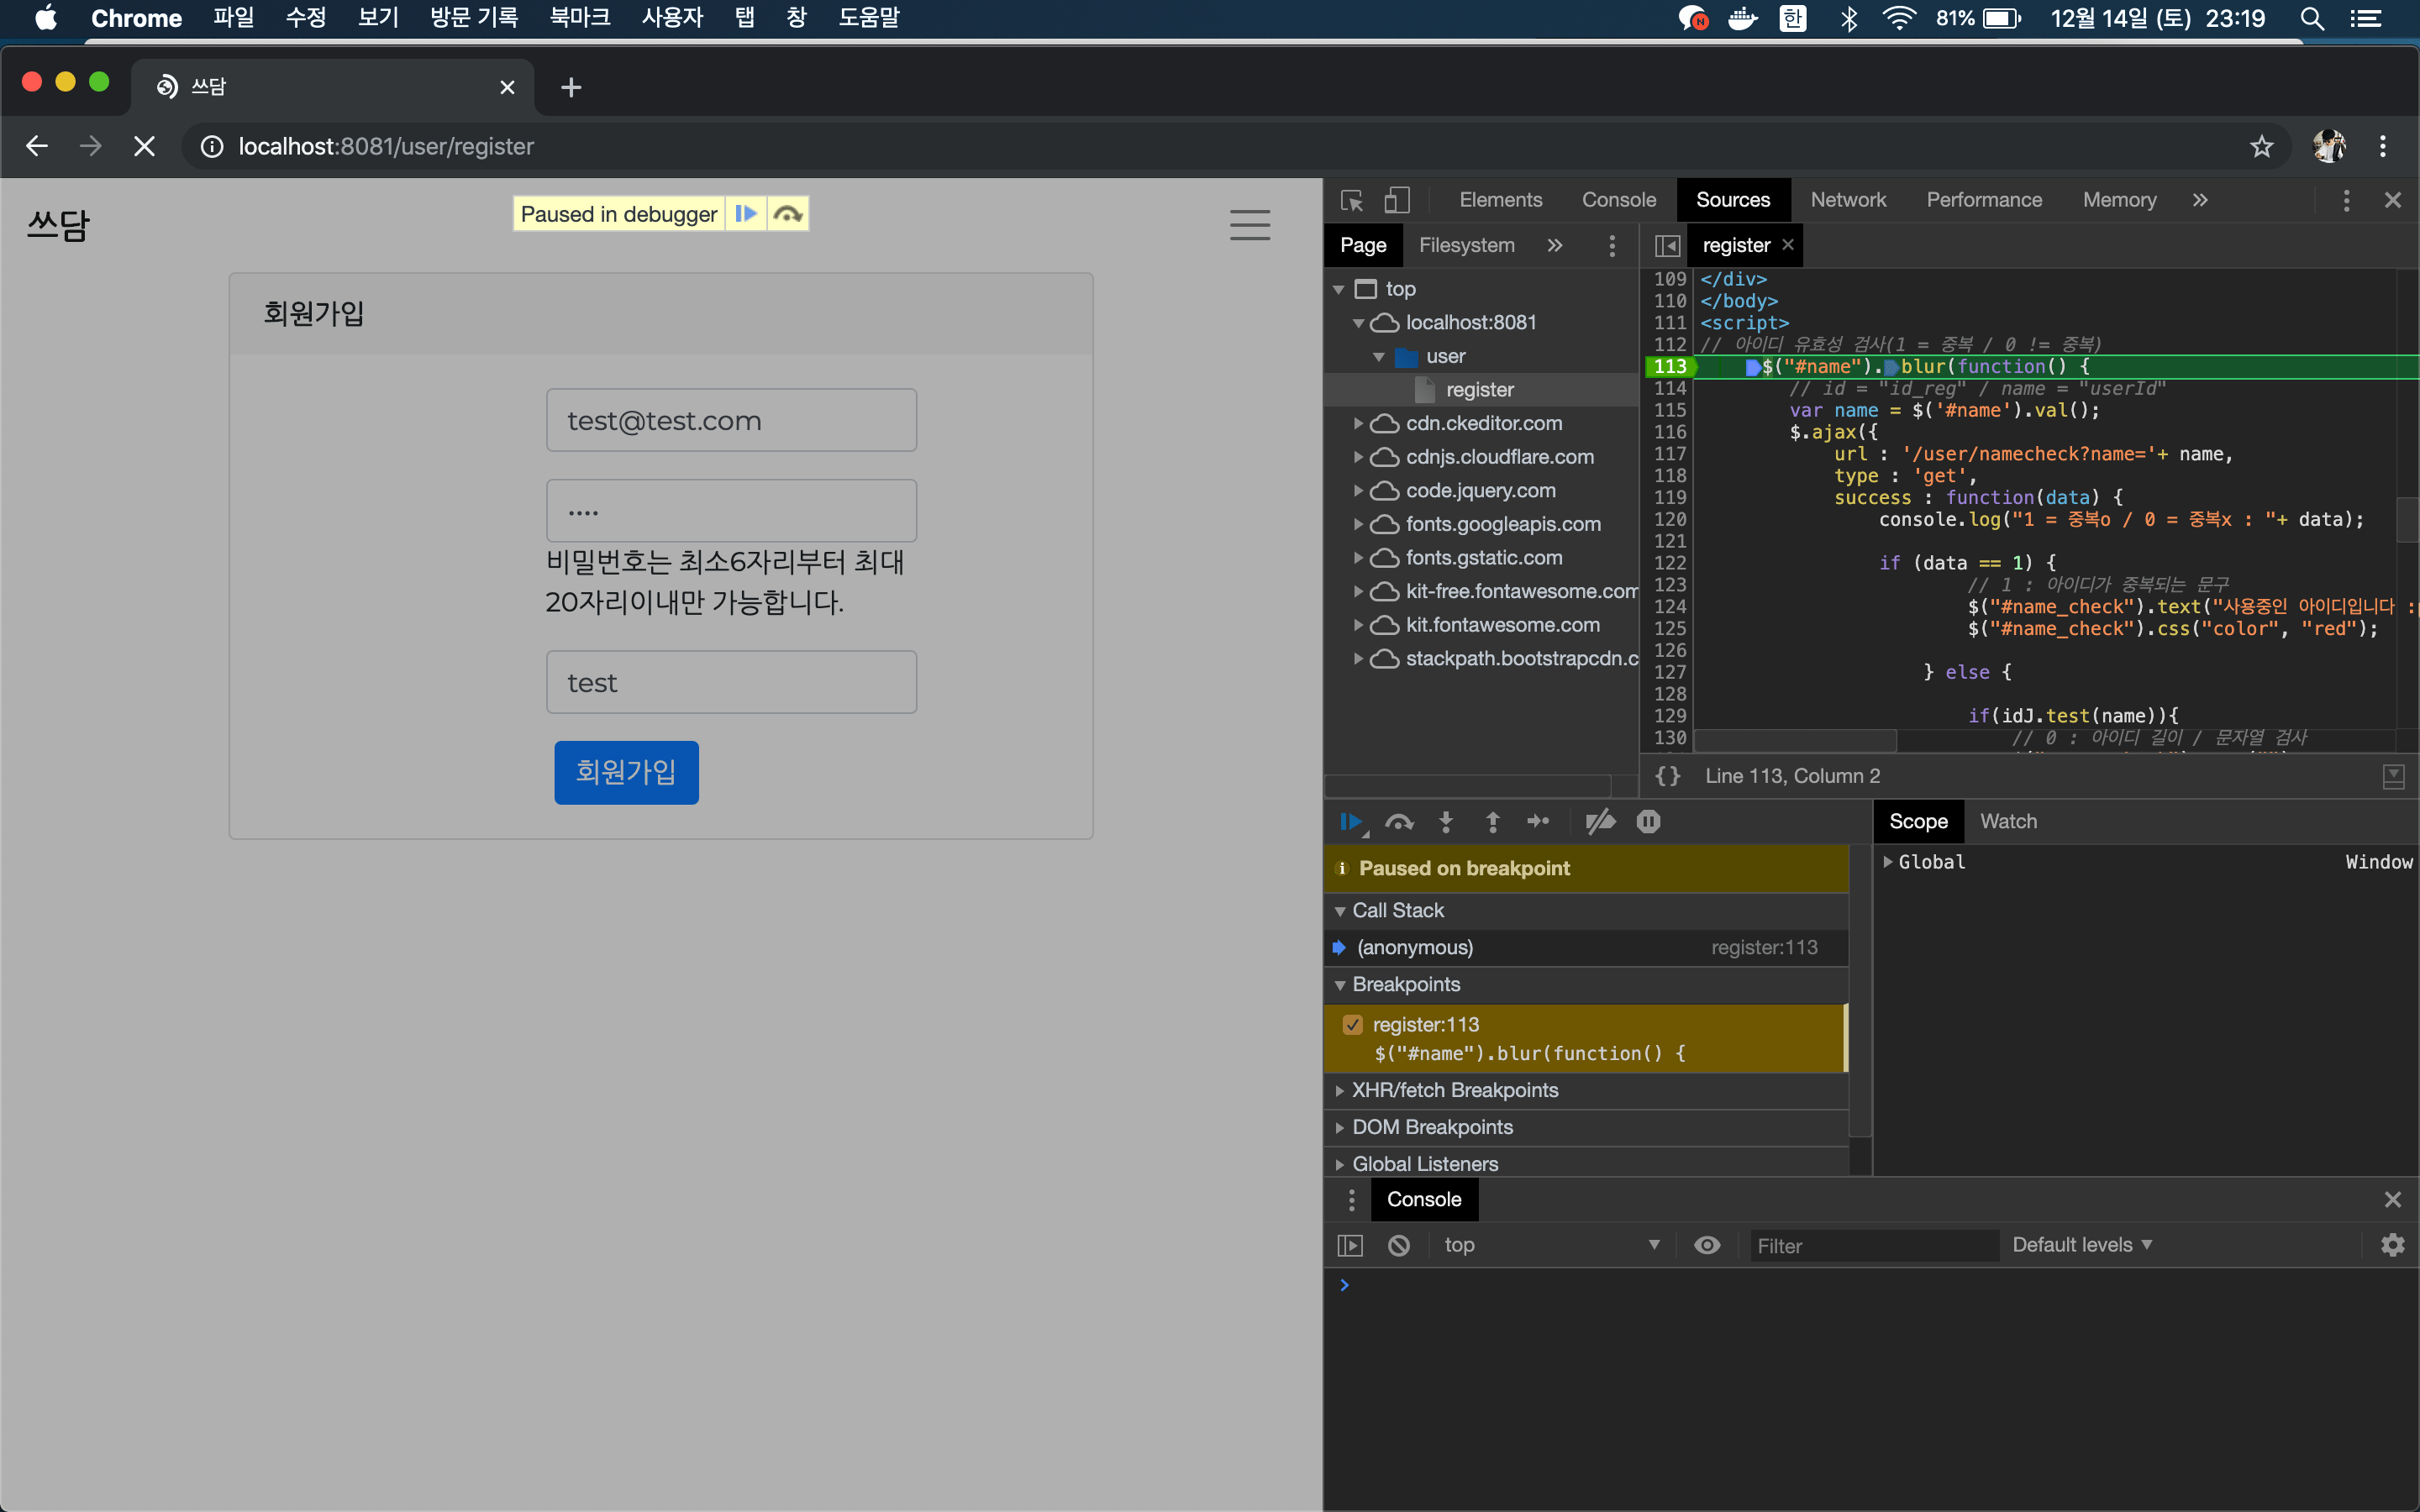 Chrome 파일 수정 보기 방문 기록 북마크 사용자 탭 창 도움말 한 81% 12월 14일 (토) 23:19
쓰담
localhost:8081/user/register
쓰담
Paused in debugger
회원가입
test@test.com
••••
비밀번호는 최소6자리부터 최대
20자리이내만 가능합니다.
test
회원가입
Elements Console Sources Network Performance Memory
Page Filesystem
top
localhost:8081
user
register
cdn.ckeditor.com
cdnjs.cloudflare.com
code.jquery.com
fonts.googleapis.com
fonts.gstatic.com
kit-free.fontawesome.com
kit.fontawesome.com
stackpath.bootstrapcdn.c
register
109 </div>
110 </body>
111 <script>
112 // 아이디 유효성 검사(1 = 중복 / 0 != 중복)
113 $("#name").blur(function() {
114 // id = "id_reg" / name = "userId"
115 var name = $('#name').val();
116 $.ajax({
117 url : '/user/namecheck?name='+ name,
118 type : 'get',
119 success : function(data) {
120 console.log("1 = 중복o / 0 = 중복x : "+ data);
121
122 if (data == 1) {
123 // 1 : 아이디가 중복되는 문구
124 $("#name_check").text("사용중인 아이디입니다 :
125 $("#name_check").css("color", "red");
126
127 } else {
128
129 if(idJ.test(name)){
130 // 0 : 아이디 길이 / 문자열 검사
{} Line 113, Column 2
Paused on breakpoint
Call Stack
(anonymous) register:113
Breakpoints
register:113
$("#name").blur(function() {
XHR/fetch Breakpoints
DOM Breakpoints
Global Listeners
Scope Watch
Global Window
Console
top Filter Default levels